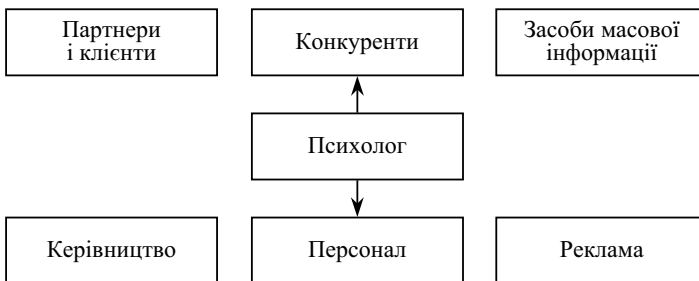 Партнери
і клієнти
Конкуренти
Засоби масової
інформації
Психолог
Керівництво
Персонал
Реклама